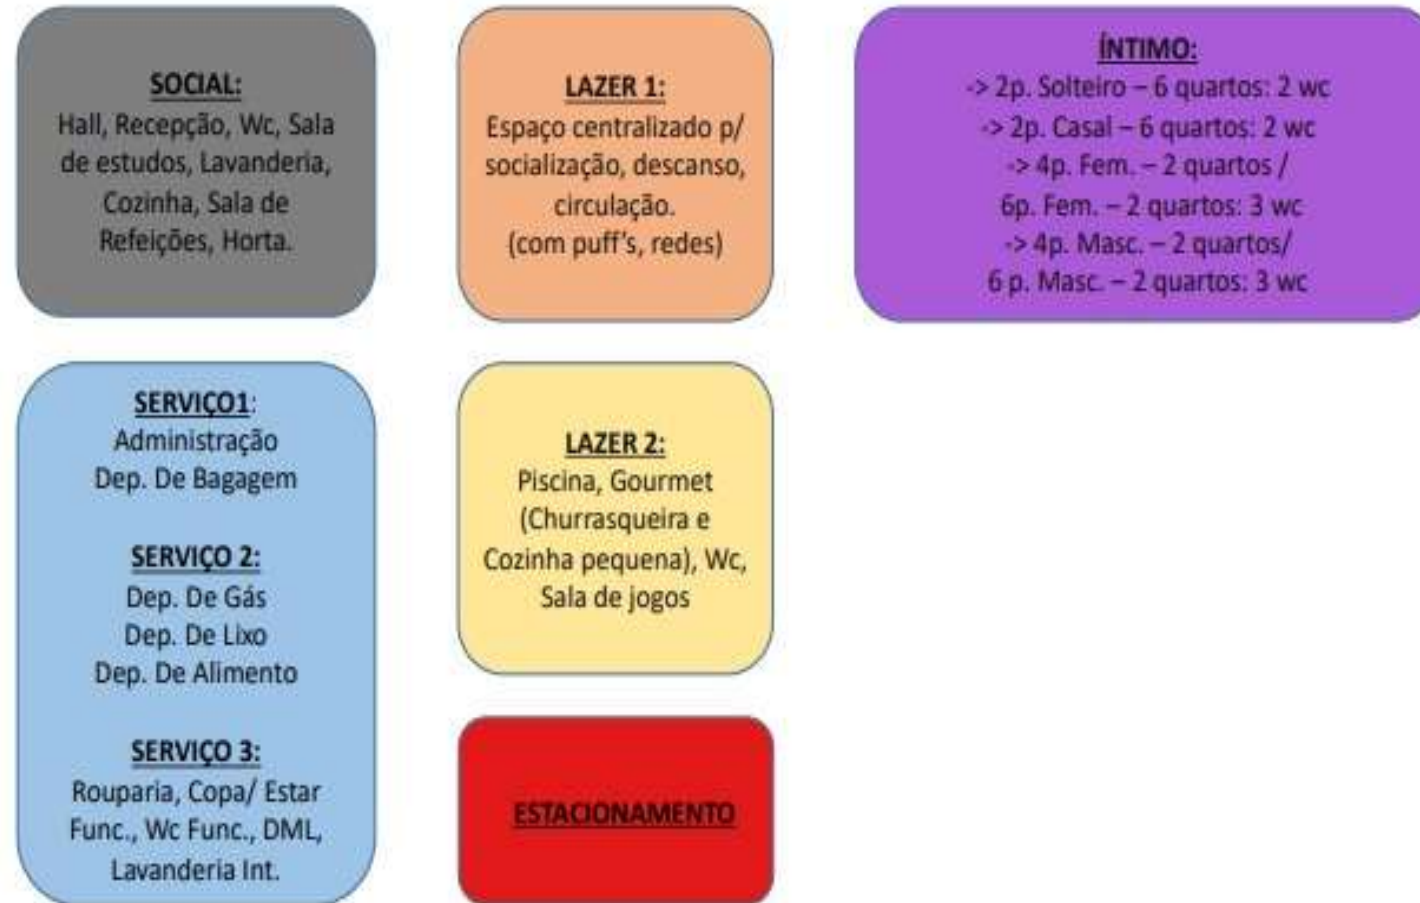 SOCIAL:
Hall, Recepção, Wc, Sala
de estudos, Lavanderia,
Cozinha, Sala de
Refeições, Horta.
LAZER 1:
Espaço centralizado p/
socialização, descanso,
circulação.
(com puff's, redes)
ÍNTIMO:
-> 2p. Solteiro – 6 quartos: 2 wc
-> 2p. Casal – 6 quartos: 2 wc
-> 4p. Fem. – 2 quartos /
6p. Fem. – 2 quartos: 3 wc
-> 4p. Masc. – 2 quartos/
6 p. Masc. – 2 quartos: 3 wc
SERVIÇO1:
Administração
Dep. De Bagagem
SERVIÇO 2:
Dep. De Gás
Dep. De Lixo
Dep. De Alimento
SERVIÇO 3:
Rouparia, Copa/ Estar
Func., Wc Func., DML,
Lavanderia Int.
LAZER 2:
Piscina, Gourmet
(Churrasqueira e
Cozinha pequena), Wc,
Sala de jogos
ESTACIONAMENTO